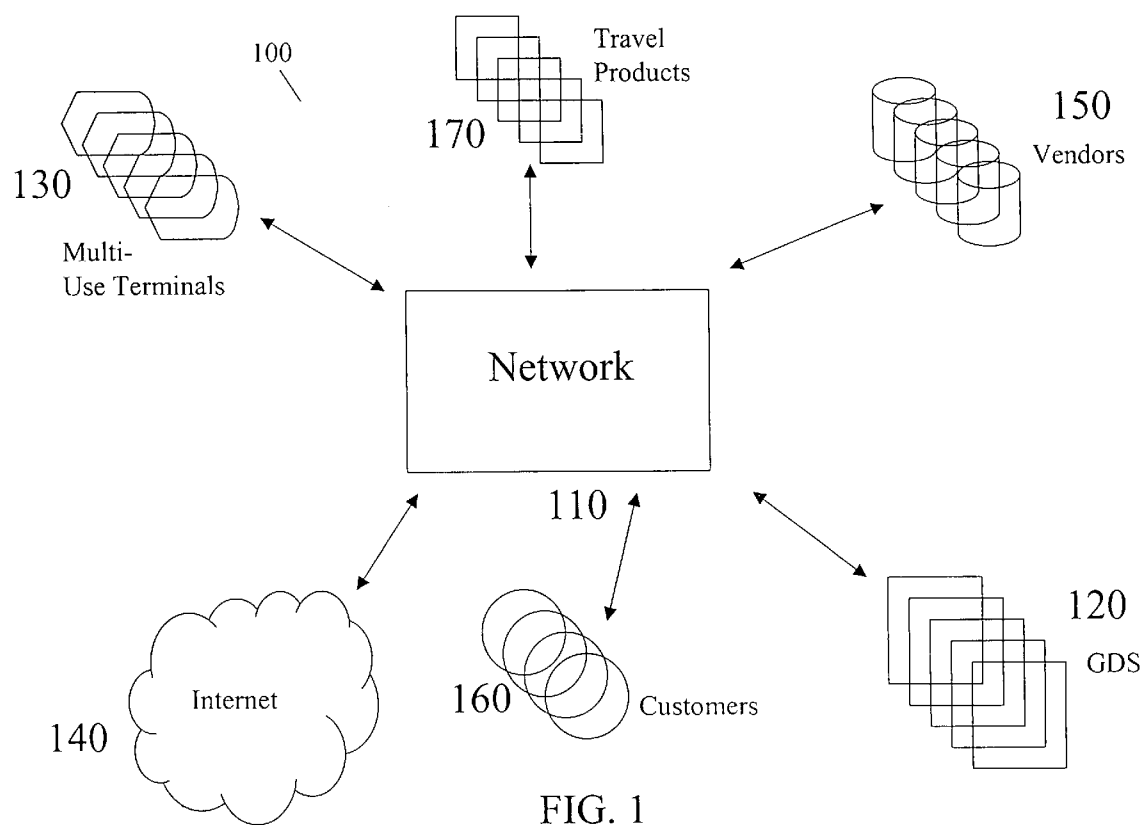 100
170
Travel
Products
150
Vendors
130
Multi-
Use Terminals
Network
110
120
GDS
Internet
140
160
Customers
FIG. 1